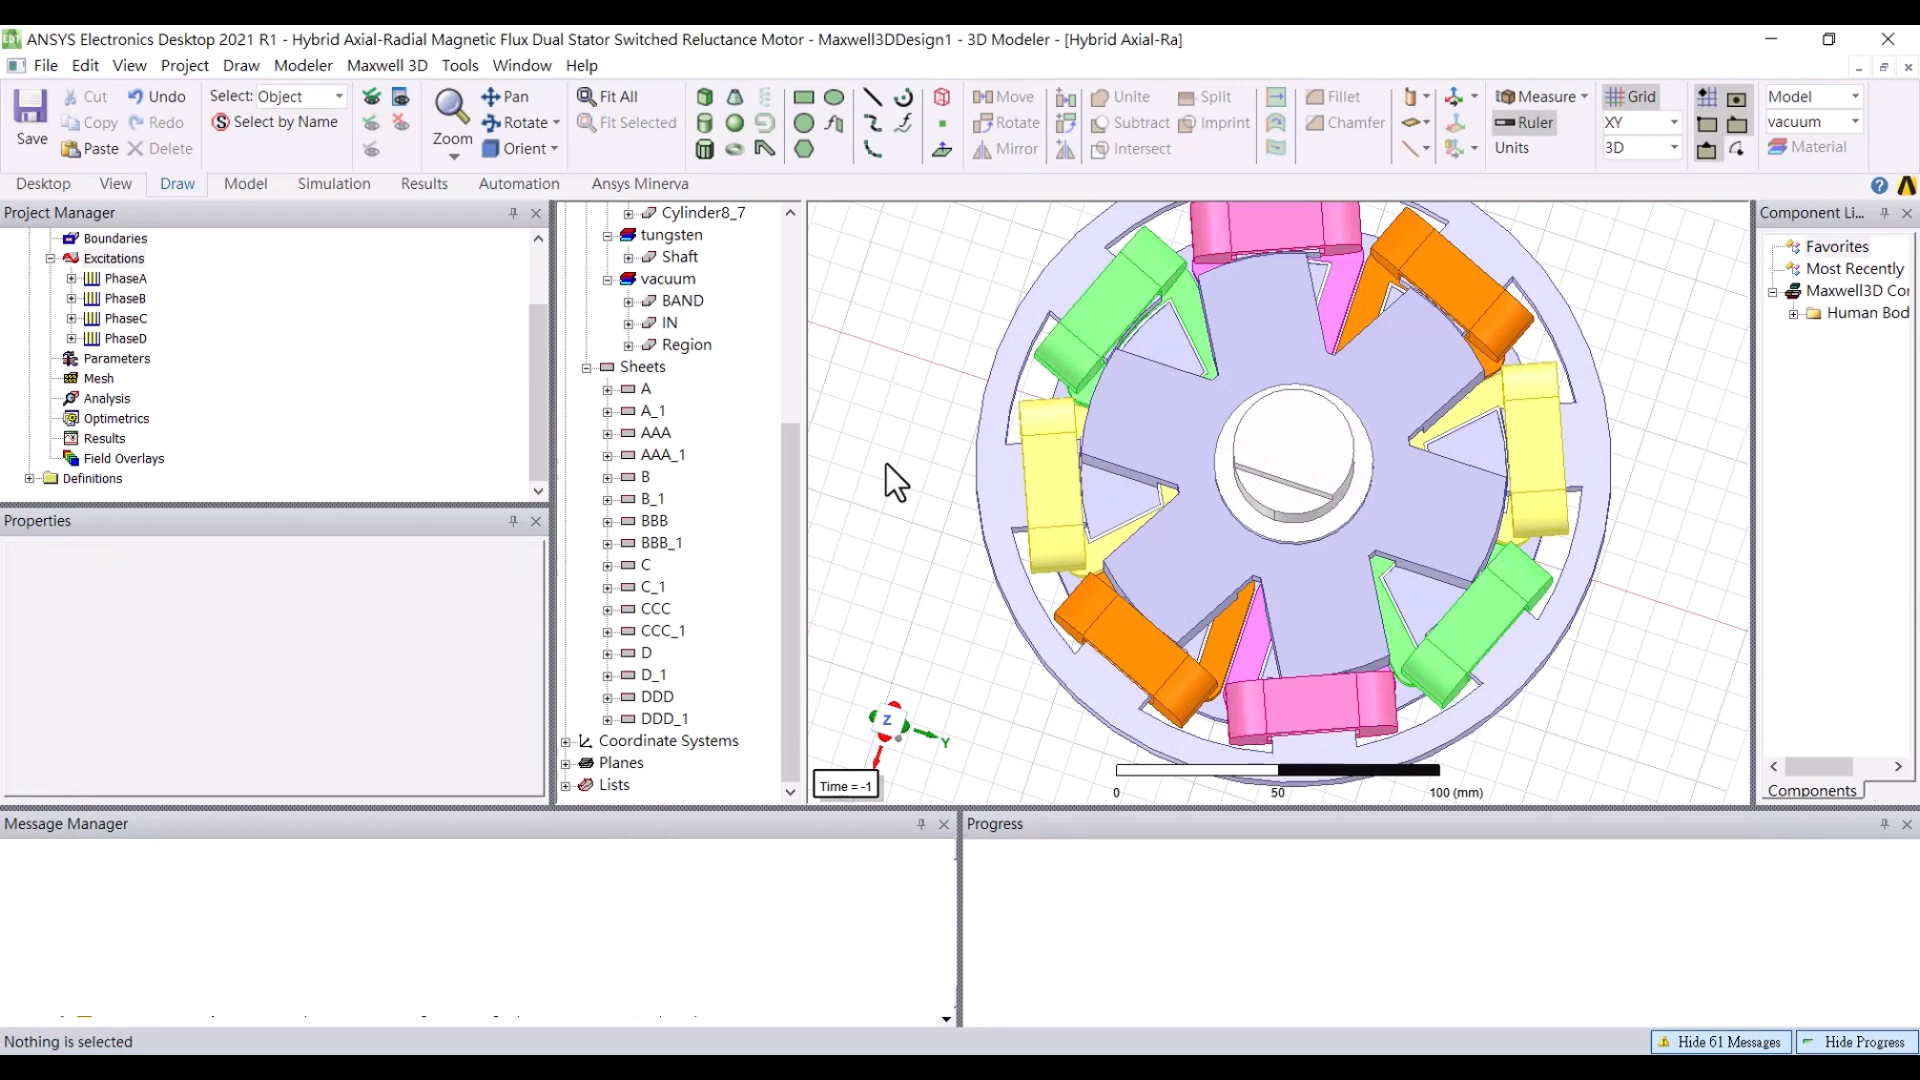 ANSYS Electronics Desktop 2021 R1 - Hybrid Axial-Radial Magnetic Flux Dual Stator Switched Reluctance Motor - Maxwell3DDesign1 - 3D Modeler - [Hybrid Axial-Ra]
File Edit View Project Draw Modeler Maxwell 3D Tools Window Help
Save
Cut Undo
Copy Redo
Paste Delete
Select: Object
Select by Name
Zoom
Pan
Rotate
Orient
Fit All
Fit Selected
Move
Rotate
Mirror
Unite Split
Subtract Imprint
Intersect
Fillet
Chamfer
Measure
Ruler
Units
Grid
XY
3D
Model
vacuum
Material
Desktop View Draw Model Simulation Results Automation Ansys Minerva
Project Manager
Boundaries
Excitations
PhaseA
PhaseB
PhaseC
PhaseD
Parameters
Mesh
Analysis
Optimetrics
Results
Field Overlays
Definitions
Properties
Cylinder8_7
tungsten
Shaft
vacuum
BAND
IN
Region
Sheets
A
A_1
AAA
AAA_1
B
B_1
BBB
BBB_1
C
C_1
CCC
CCC_1
D
D_1
DDD
DDD_1
Coordinate Systems
Planes
Lists
Z
Y
Time = -1
0 50 100 (mm)
Component Li...
Favorites
Most Recently
Maxwell3D Cor
Human Bod
Components
Message Manager
Progress
Nothing is selected
Hide 61 Messages
Hide Progress